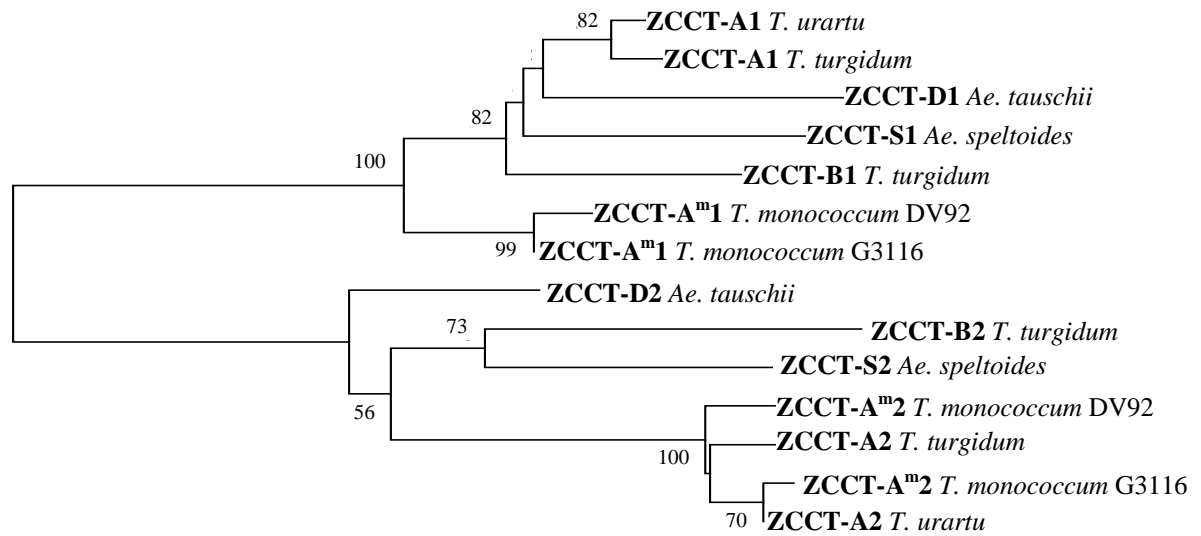 82 ZCCT-A1 T. urartu
ZCCT-A1 T. turgidum
ZCCT-D1 Ae. tauschii
82 ZCCT-S1 Ae. speltoides
100
ZCCT-B1 T. turgidum
ZCCT-Aᵐ1 T. monococcum DV92
99 ZCCT-Aᵐ1 T. monococcum G3116
ZCCT-D2 Ae. tauschii
73 ZCCT-B2 T. turgidum
ZCCT-S2 Ae. speltoides
56 ZCCT-Aᵐ2 T. monococcum DV92
ZCCT-A2 T. turgidum
100
ZCCT-Aᵐ2 T. monococcum G3116
70 ZCCT-A2 T. urartu